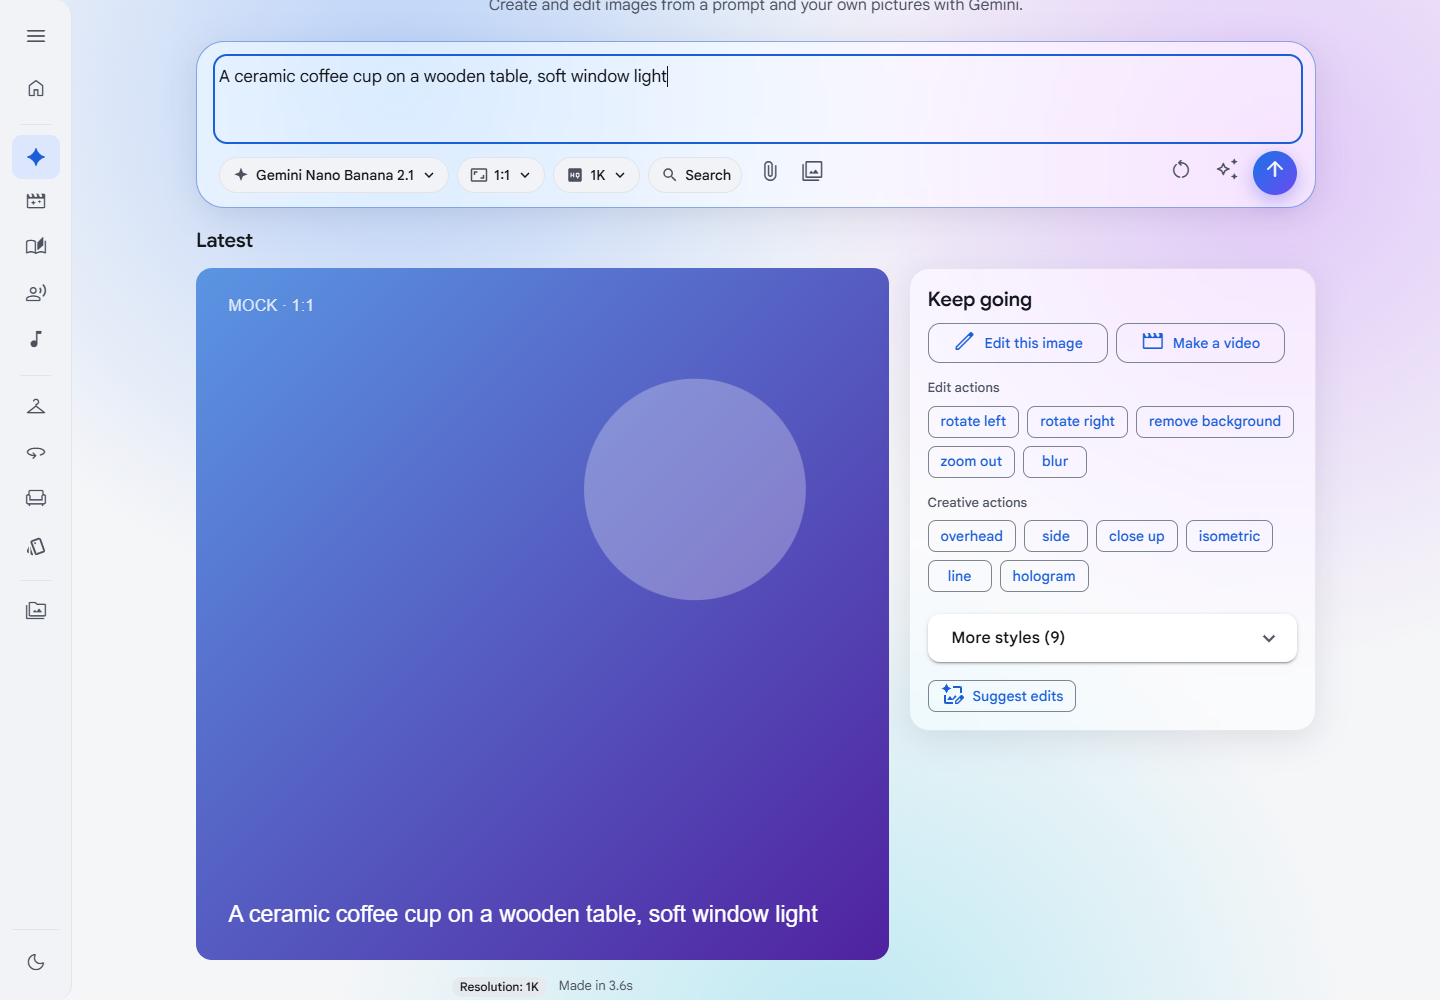 Create and edit images from a prompt and your own pictures with Gemini.
A ceramic coffee cup on a wooden table, soft window light
Gemini Nano Banana 2.1
1:1
HQ
1K
Search
Latest
MOCK · 1:1
A ceramic coffee cup on a wooden table, soft window light
Resolution: 1K
Made in 3.6s
Keep going
Edit this image
Make a video
Edit actions
rotate left
rotate right
remove background
zoom out
blur
Creative actions
overhead
side
close up
isometric
line
hologram
More styles (9)
Suggest edits